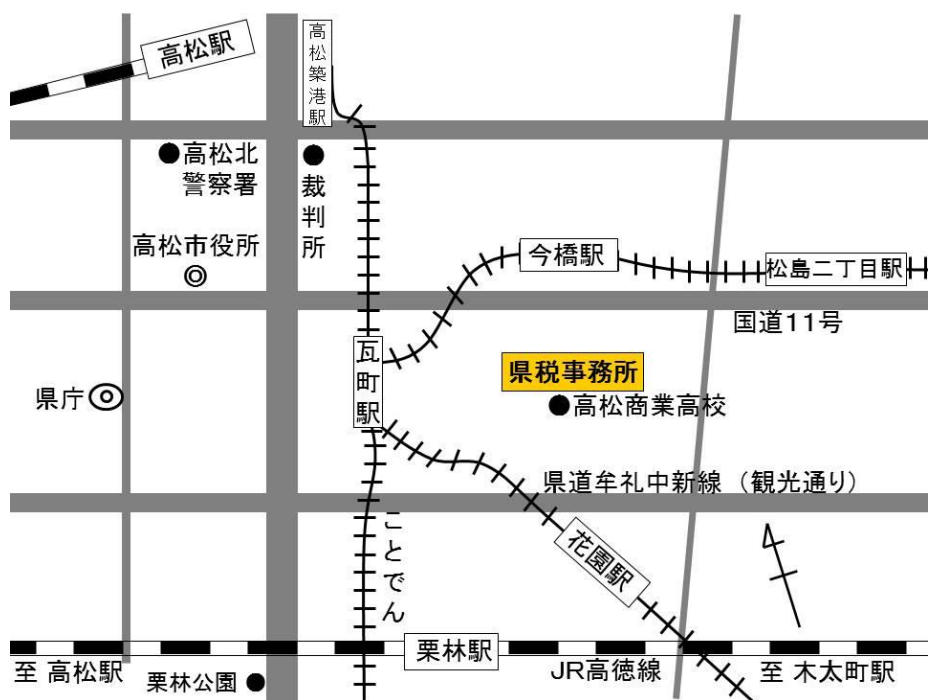 高松駅
高松築港駅
高松北
警察署
裁判所
高松市役所
今橋駅
松島二丁目駅
国道11号
瓦町駅
県税事務所
県庁
高松商業高校
県道牟礼中新線 (観光通り)
ことでん
花園駅
栗林駅
至 高松駅
JR高徳線
至 木太町駅
栗林公園